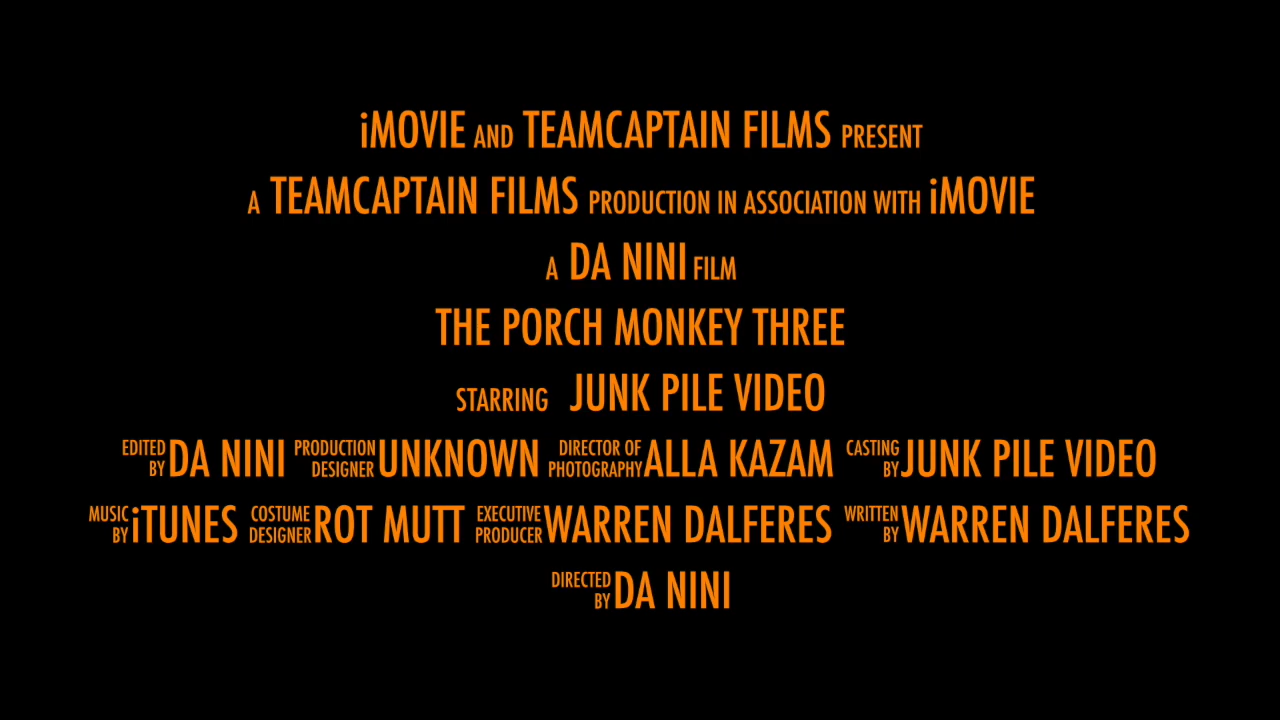 iMOVIE AND TEAMCAPTAIN FILMS PRESENT
A TEAMCAPTAIN FILMS PRODUCTION IN ASSOCIATION WITH iMOVIE
A DA NINI FILM
THE PORCH MONKEY THREE
STARRING JUNK PILE VIDEO
EDITED BY DA NINI PRODUCTION DESIGNER UNKNOWN DIRECTOR OF PHOTOGRAPHY ALLA KAZAM CASTING BY JUNK PILE VIDEO
MUSIC BY iTUNES COSTUME DESIGNER ROT MUTT EXECUTIVE PRODUCER WARREN DALFERES WRITTEN BY WARREN DALFERES
DIRECTED BY DA NINI